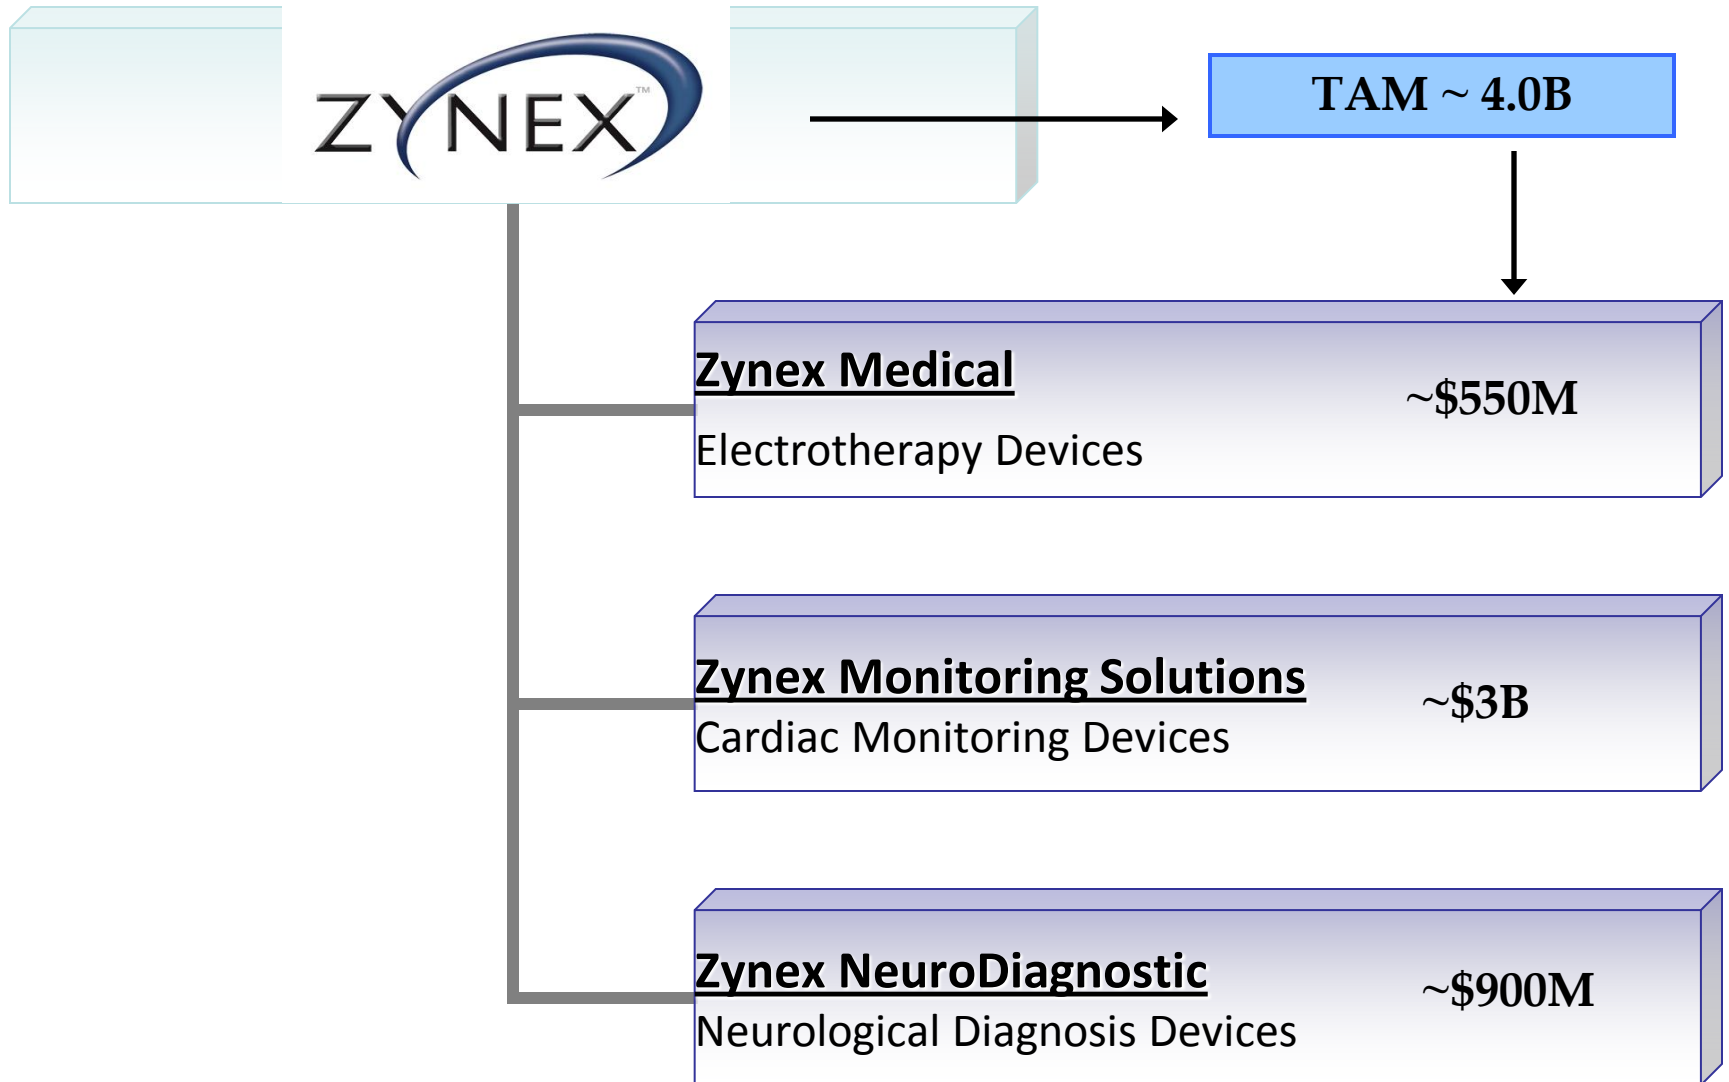 ZYNEX™
TAM ~ 4.0B
Zynex Medical
~$550M
Electrotherapy Devices
Zynex Monitoring Solutions
~$3B
Cardiac Monitoring Devices
Zynex NeuroDiagnostic
~$900M
Neurological Diagnosis Devices